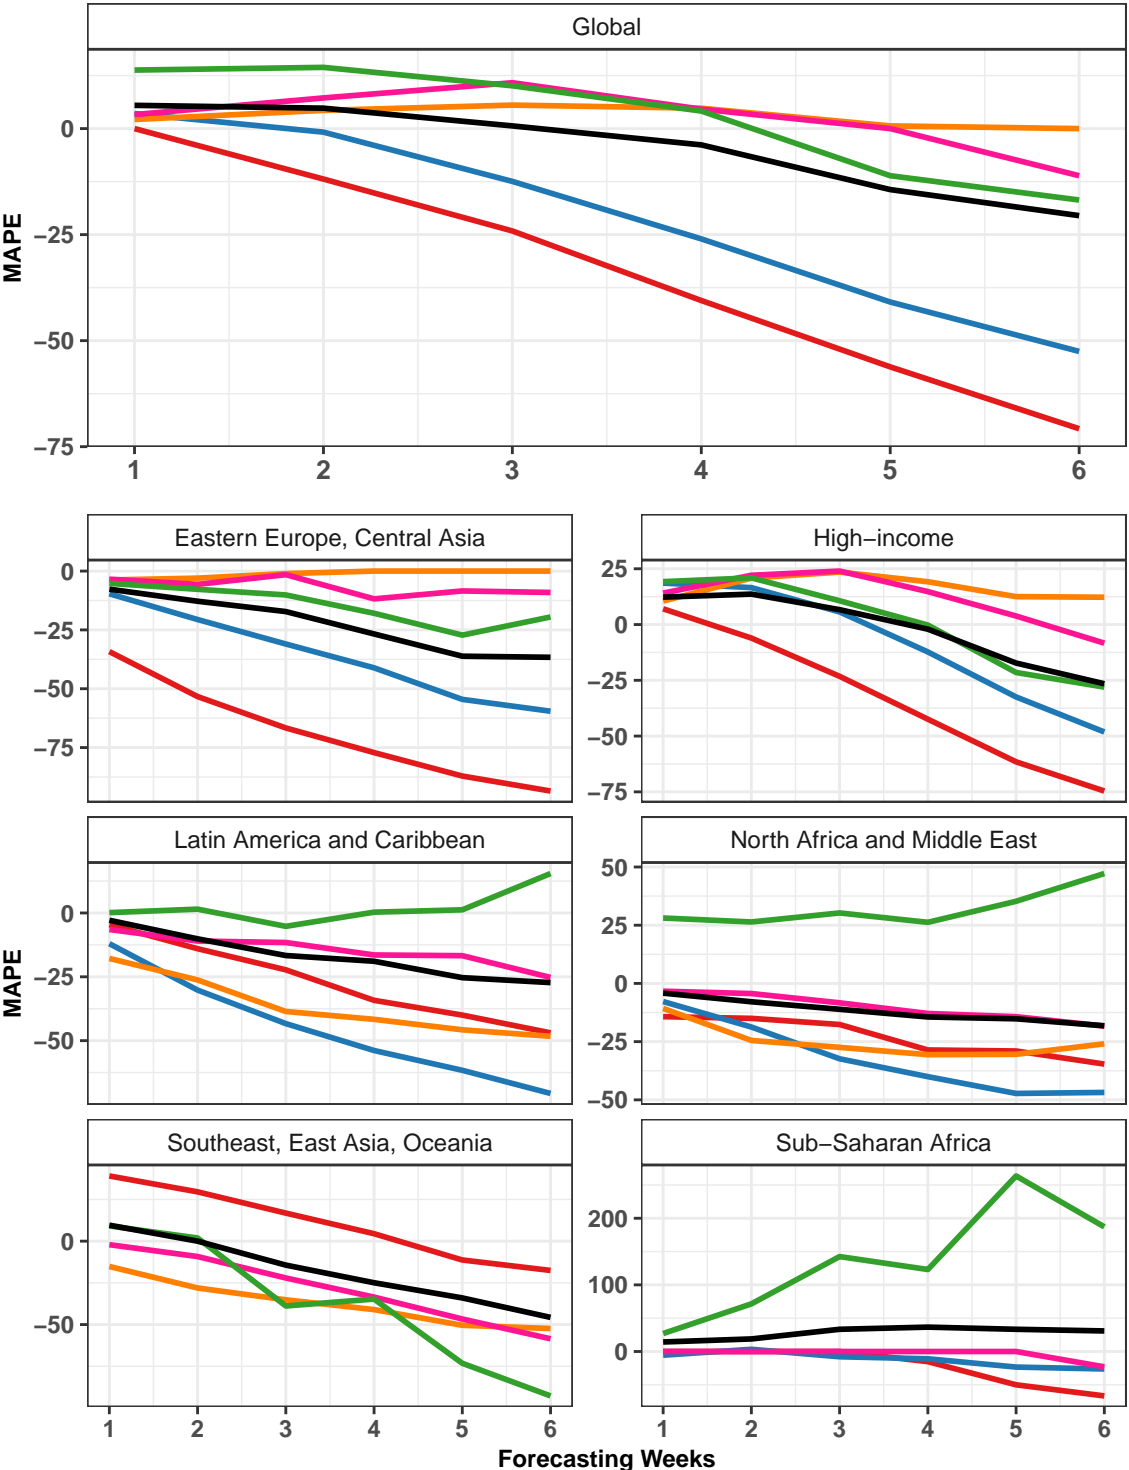 Global
MAPE
0
−25
−50
−75
1 2 3 4 5 6
Eastern Europe, Central Asia
0
−25
−50
−75
High−income
25
0
−25
−50
−75
Latin America and Caribbean
0
−25
−50
North Africa and Middle East
50
25
0
−25
−50
MAPE
Southeast, East Asia, Oceania
0
−50
1 2 3 4 5 6
Sub−Saharan Africa
200
100
0
1 2 3 4 5 6
Forecasting Weeks